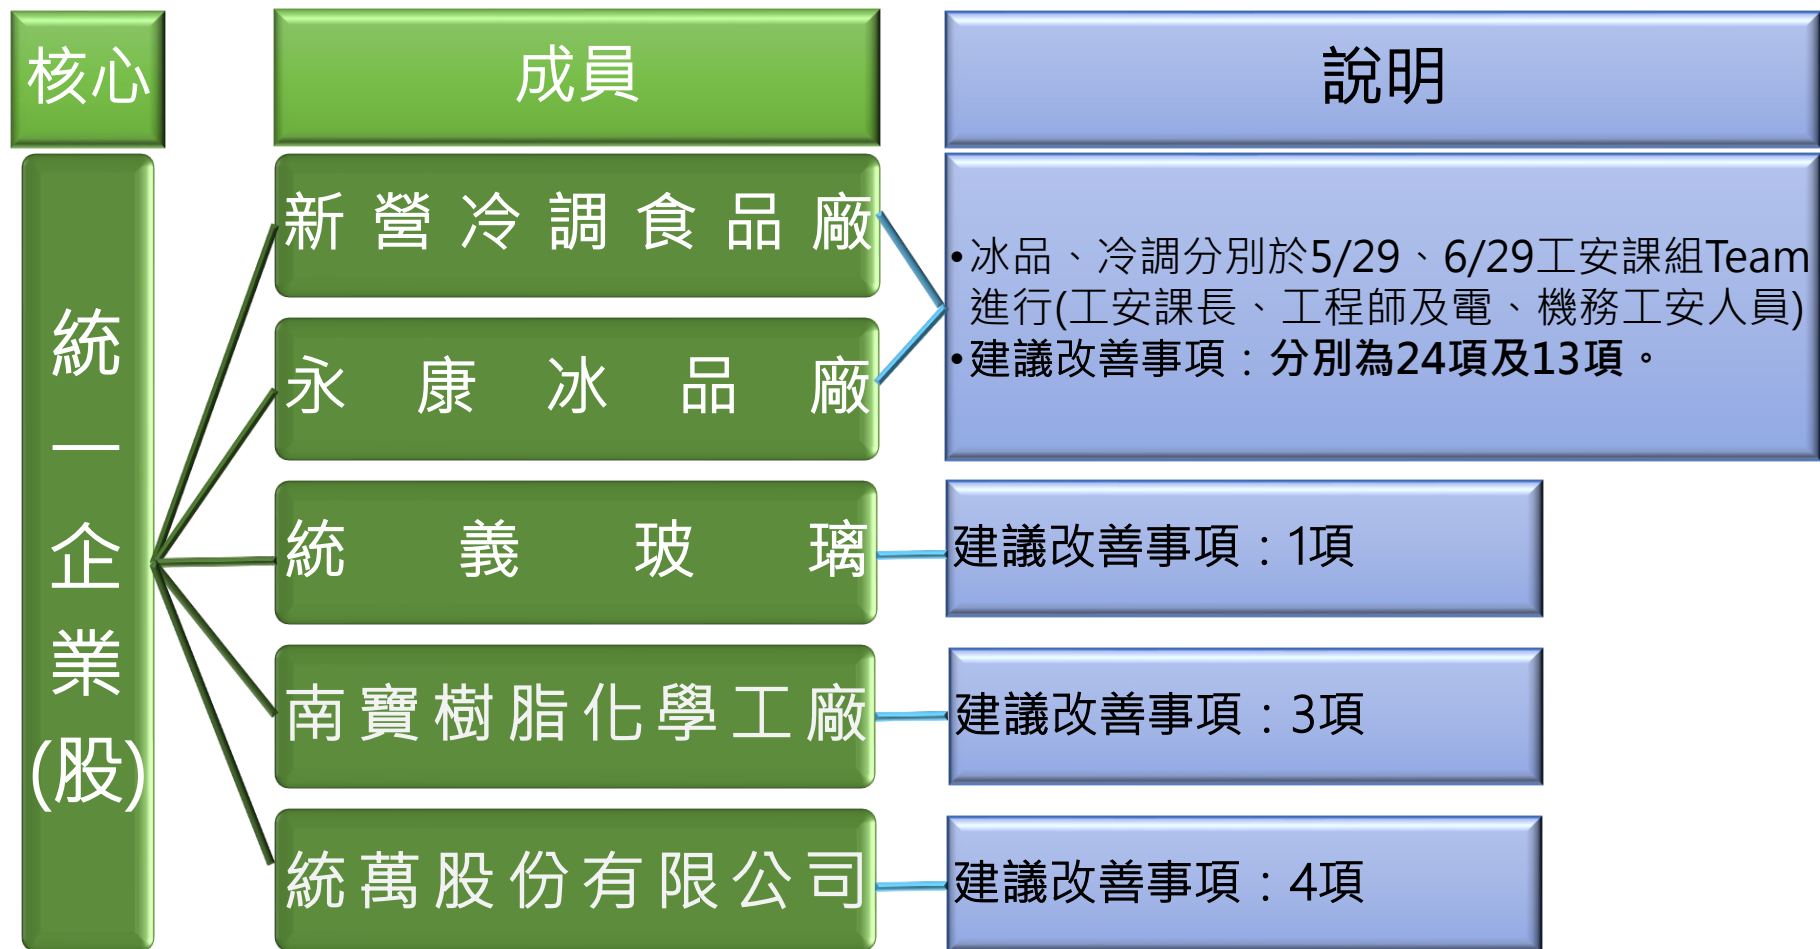 核心
成員
說明
統一企業(股)
新營冷調食品廠
永康冰品廠
•冰品、冷調分別於5/29、6/29工安課組Team
進行(工安課長、工程師及電、機務工安人員)
•建議改善事項：分別為24項及13項。
統義玻璃
建議改善事項：1項
南寶樹脂化學工廠
建議改善事項：3項
統萬股份有限公司
建議改善事項：4項